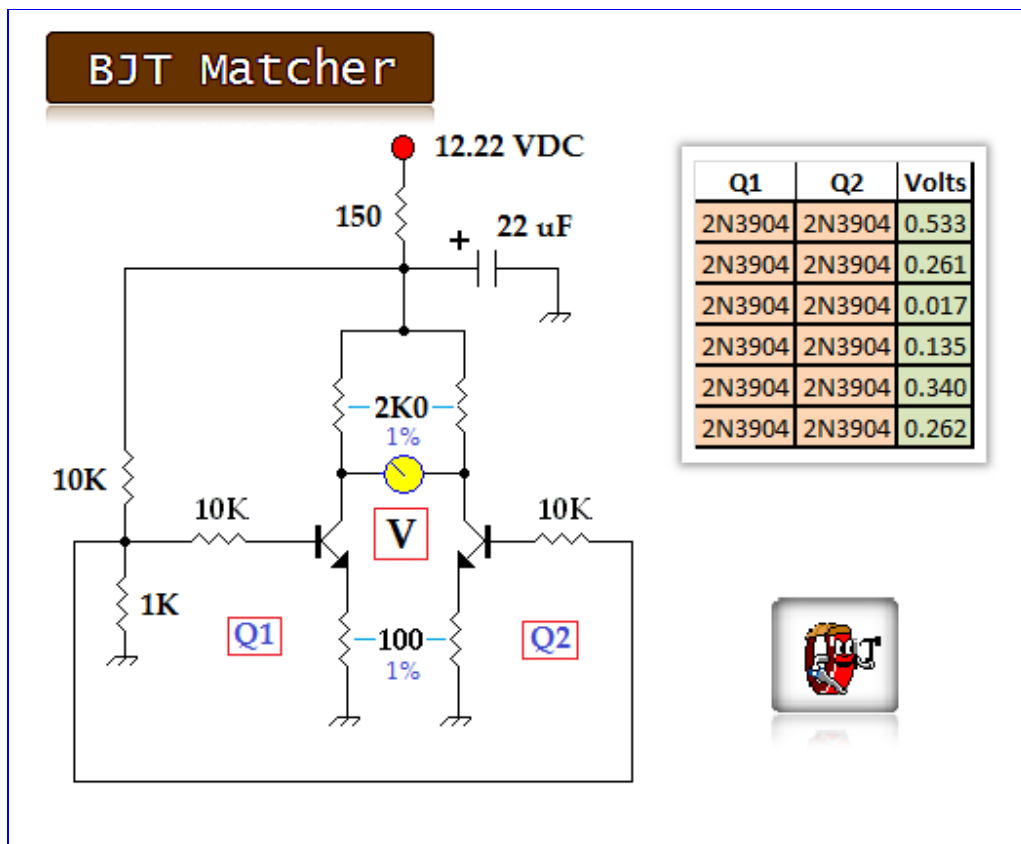 BJT Matcher
12.22 VDC
150
+
22 uF
2K0
1%
10K
10K
10K
V
1K
Q1
100
1%
Q2
Q1 Q2 Volts
2N3904 2N3904 0.533
2N3904 2N3904 0.261
2N3904 2N3904 0.017
2N3904 2N3904 0.135
2N3904 2N3904 0.340
2N3904 2N3904 0.262